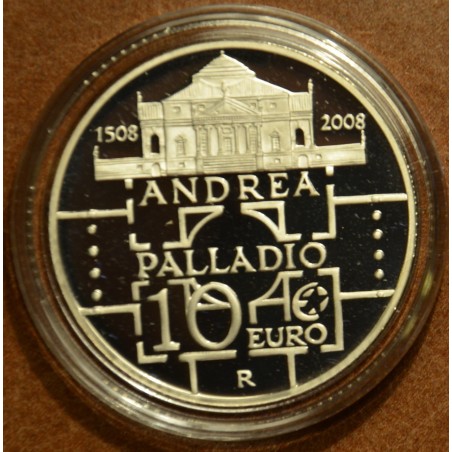 1508 2008
ANDREA
PALLADIO
10 €
EURO
R